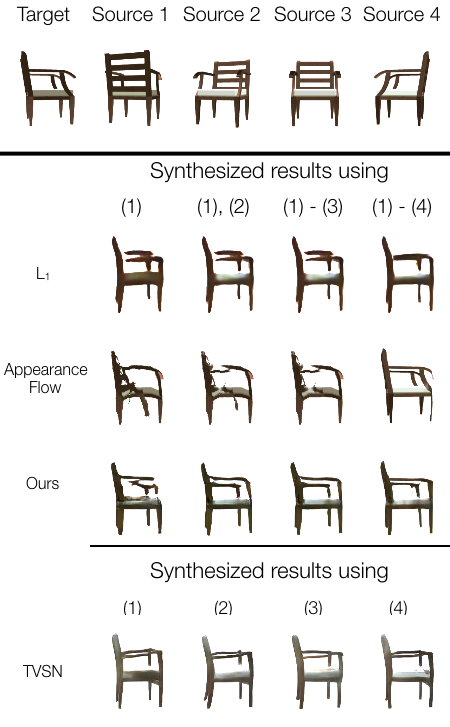 Target Source 1 Source 2 Source 3 Source 4
Synthesized results using
(1) (1), (2) (1) - (3) (1) - (4)
L₁
Appearance
Flow
Ours
Synthesized results using
(1) (2) (3) (4)
TVSN